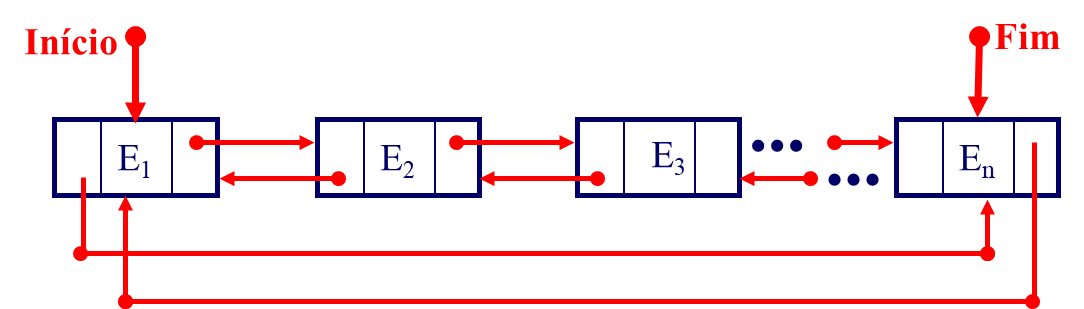 Início
Fim
E₁
E₂
E₃
•••
•••
Eₙ